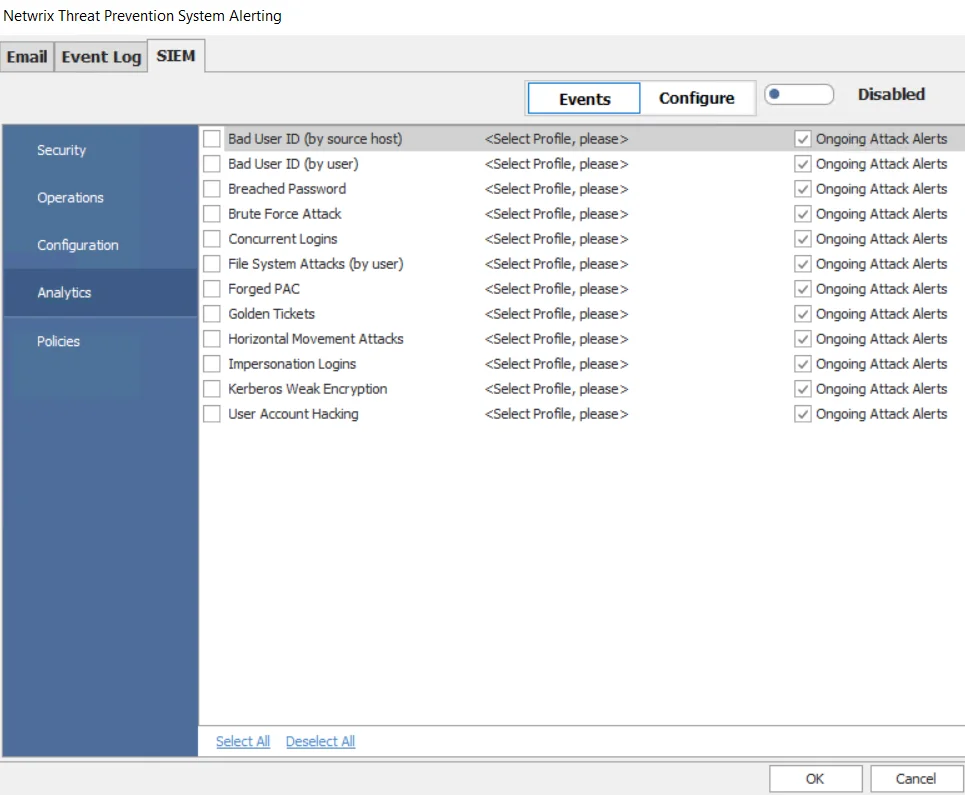 Netwrix Threat Prevention System Alerting
Email Event Log SIEM
Events Configure Disabled
Security
Operations
Configuration
Analytics
Policies
Bad User ID (by source host) <Select Profile, please> Ongoing Attack Alerts
Bad User ID (by user) <Select Profile, please> Ongoing Attack Alerts
Breached Password <Select Profile, please> Ongoing Attack Alerts
Brute Force Attack <Select Profile, please> Ongoing Attack Alerts
Concurrent Logins <Select Profile, please> Ongoing Attack Alerts
File System Attacks (by user) <Select Profile, please> Ongoing Attack Alerts
Forged PAC <Select Profile, please> Ongoing Attack Alerts
Golden Tickets <Select Profile, please> Ongoing Attack Alerts
Horizontal Movement Attacks <Select Profile, please> Ongoing Attack Alerts
Impersonation Logins <Select Profile, please> Ongoing Attack Alerts
Kerberos Weak Encryption <Select Profile, please> Ongoing Attack Alerts
User Account Hacking <Select Profile, please> Ongoing Attack Alerts
Select All Deselect All
OK Cancel